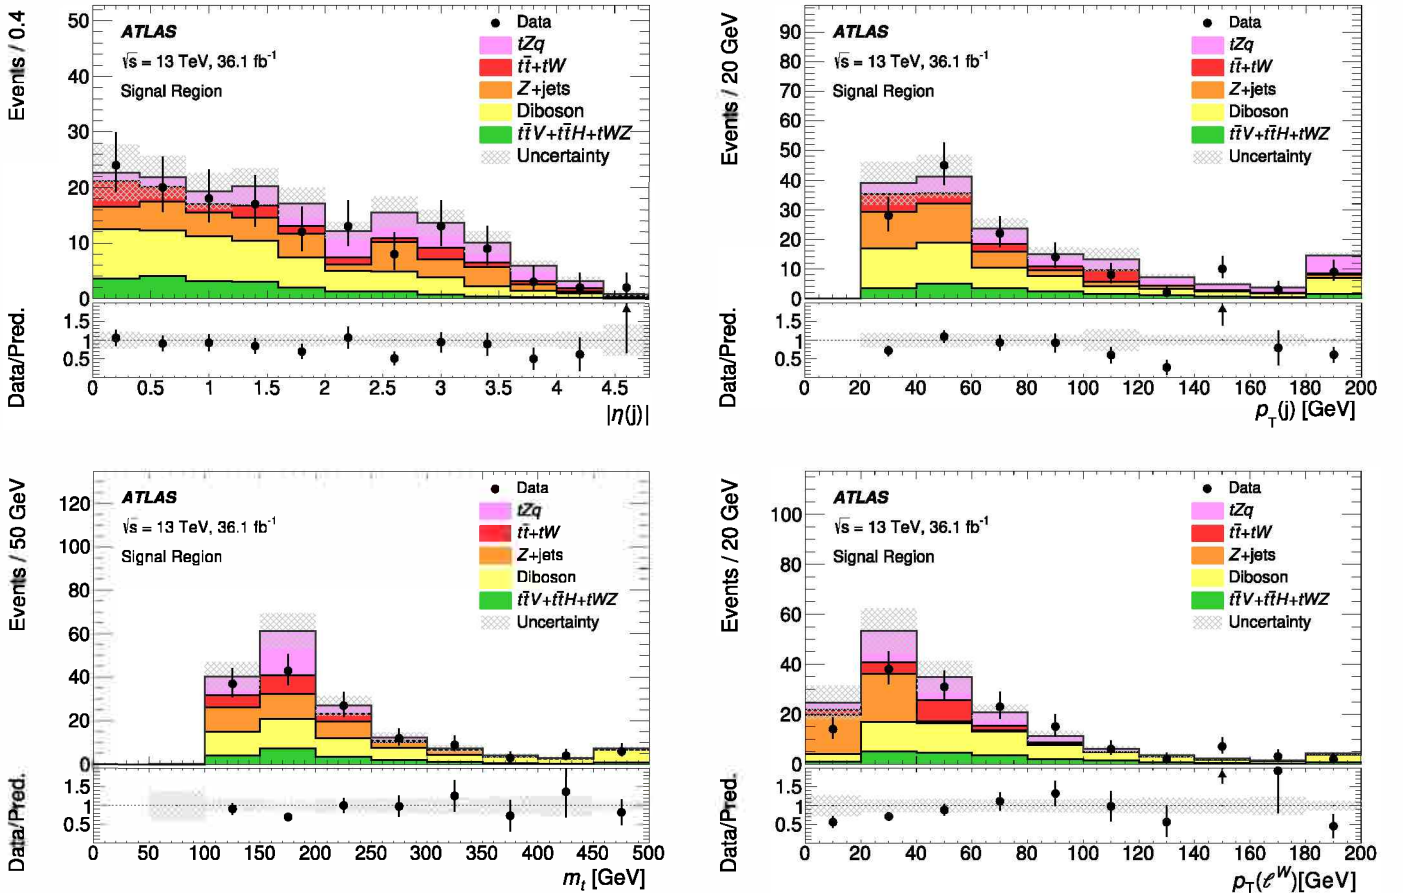 Events / 0.4
50
40
30
20
10
0
ATLAS
√s = 13 TeV, 36.1 fb⁻¹
Signal Region
Data
tZq
tt̄+tW
Z+jets
Diboson
tt̄V+tt̄H+tWZ
Uncertainty
Data/Pred.
1.5
1
0.5
0 0.5 1 1.5 2 2.5 3 3.5 4 4.5
|η(j)|
Events / 20 GeV
90
80
70
60
50
40
30
20
10
0
ATLAS
√s = 13 TeV, 36.1 fb⁻¹
Signal Region
Data
tZq
tt̄+tW
Z+jets
Diboson
tt̄V+tt̄H+tWZ
Uncertainty
Data/Pred.
1.5
1
0.5
0 20 40 60 80 100 120 140 160 180 200
p_T(j) [GeV]
Events / 50 GeV
120
100
80
60
40
20
0
ATLAS
√s = 13 TeV, 36.1 fb⁻¹
Signal Region
Data
tZq
tt̄+tW
Z+jets
Diboson
tt̄V+tt̄H+tWZ
Uncertainty
Data/Pred.
1.5
1
0.5
0 50 100 150 200 250 300 350 400 450 500
m_t [GeV]
Events / 20 GeV
100
80
60
40
20
0
ATLAS
√s = 13 TeV, 36.1 fb⁻¹
Signal Region
Data
tZq
tt̄+tW
Z+jets
Diboson
tt̄V+tt̄H+tWZ
Uncertainty
Data/Pred.
1.5
1
0.5
0 20 40 60 80 100 120 140 160 180 200
p_T(ℓ^W)[GeV]